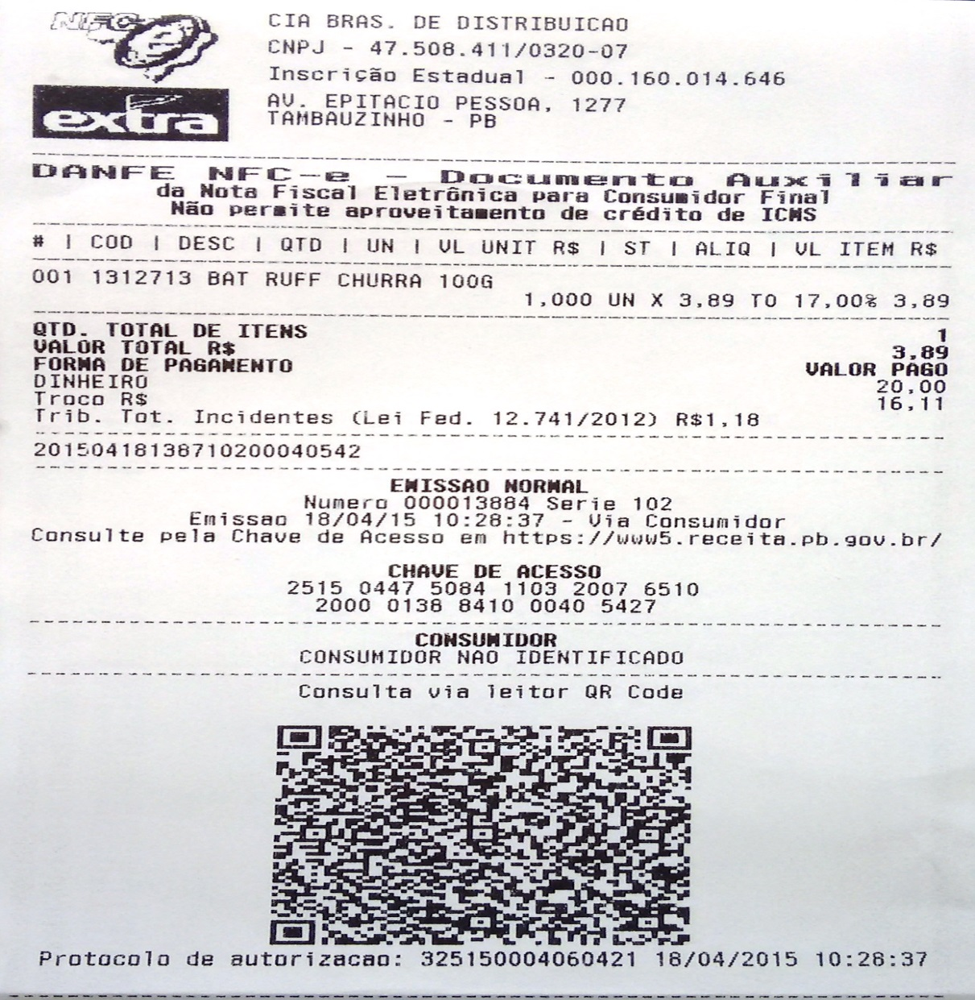 NFC e
extra
CIA BRAS. DE DISTRIBUICAO
CNPJ - 47.508.411/0320-07
Inscrição Estadual - 000.160.014.646
AV. EPITACIO PESSOA, 1277
TAMBAUZINHO - PB
DANFE NFC-e - Documento Auxiliar
da Nota Fiscal Eletrônica para Consumidor Final
Não permite aproveitamento de crédito de ICMS
# | COD | DESC | QTD | UN | VL UNIT R$ | ST | ALIQ | VL ITEM R$
001 1312713 BAT RUFF CHURRA 100G
1,000 UN X 3,89 TO 17,00% 3,89
QTD. TOTAL DE ITENS 1
VALOR TOTAL R$ 3,89
FORMA DE PAGAMENTO VALOR PAGO
DINHEIRO 20,00
Troco R$ 16,11
Trib. Tot. Incidentes (Lei Fed. 12.741/2012) R$1,18
20150418138710200040542
EMISSAO NORMAL
Numero 000013884 Serie 102
Emissao 18/04/15 10:28:37 - Via Consumidor
Consulte pela Chave de Acesso em https://www5.receita.pb.gov.br/
CHAVE DE ACESSO
2515 0447 5084 1103 2007 6510
2000 0138 8410 0040 5427
CONSUMIDOR
CONSUMIDOR NAO IDENTIFICADO
Consulta via leitor QR Code
Protocolo de autorizacao: 325150004060421 18/04/2015 10:28:37